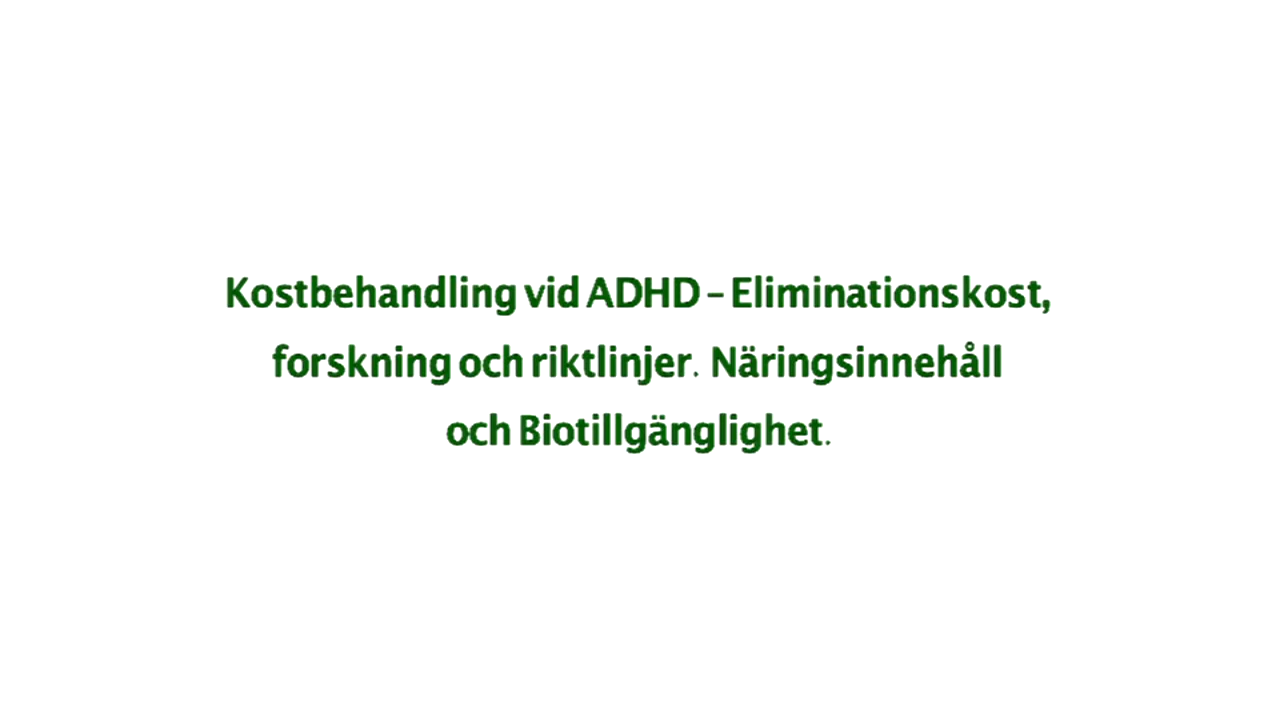 Kostbehandling vid ADHD – Eliminationskost,
forskning och riktlinjer. Näringsinnehåll
och Biotillgänglighet.